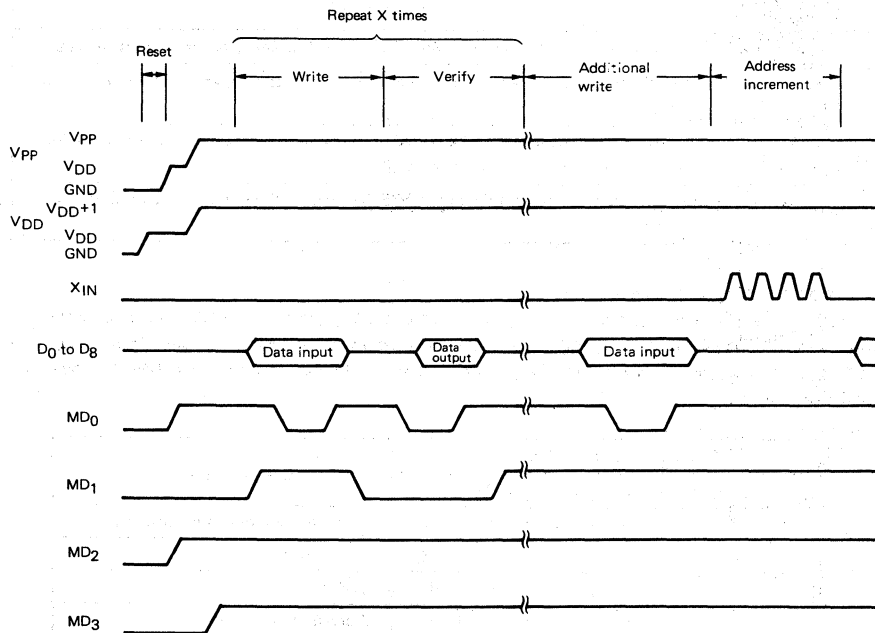 Repeat X times
Reset
Write
Verify
Additional
write
Address
increment
VPP
VPP
VDD
GND
VDD
VDD+1
VDD
GND
XIN
D0 to D8
Data input
Data
output
Data input
MD0
MD1
MD2
MD3